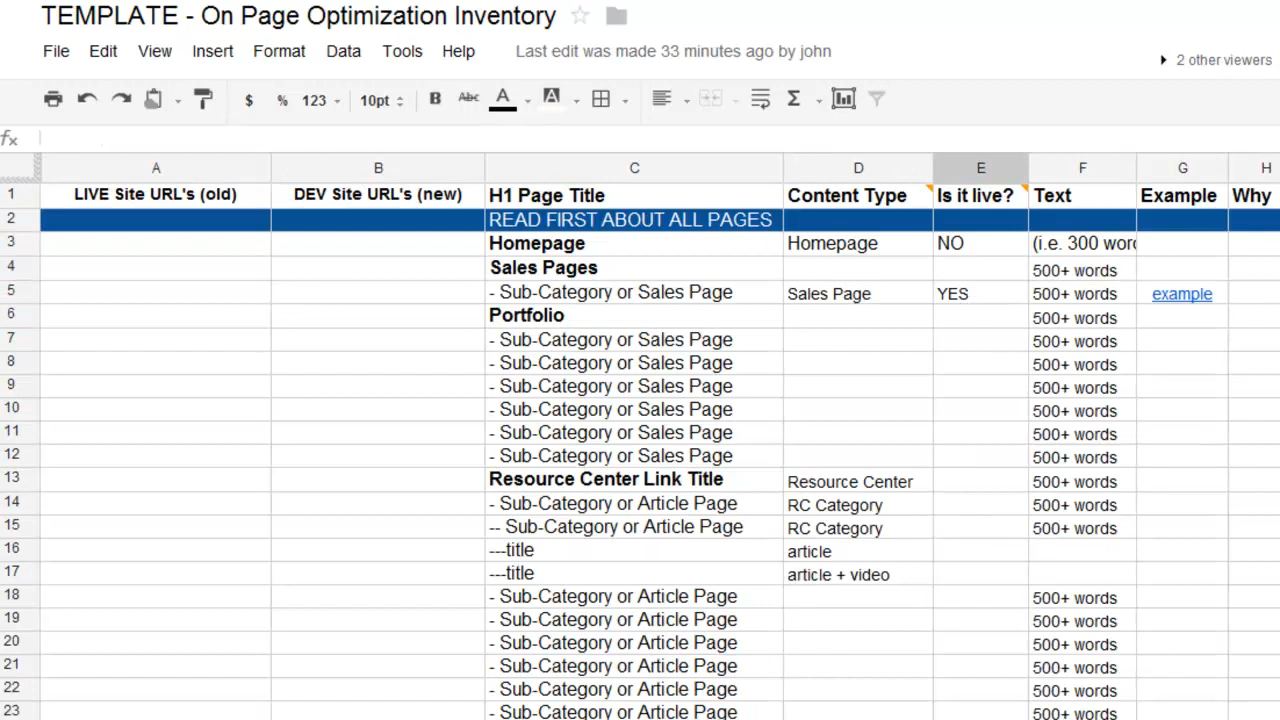 TEMPLATE - On Page Optimization Inventory
File Edit View Insert Format Data Tools Help Last edit was made 33 minutes ago by john
2 other viewers
$ % 123 10pt B Abc A A Σ
fx
A B C D E F G H
1 LIVE Site URL's (old) DEV Site URL's (new) H1 Page Title Content Type Is it live? Text Example Why
2 READ FIRST ABOUT ALL PAGES
3 Homepage Homepage NO (i.e. 300 word
4 Sales Pages 500+ words
5 - Sub-Category or Sales Page Sales Page YES 500+ words example
6 Portfolio 500+ words
7 - Sub-Category or Sales Page 500+ words
8 - Sub-Category or Sales Page 500+ words
9 - Sub-Category or Sales Page 500+ words
10 - Sub-Category or Sales Page 500+ words
11 - Sub-Category or Sales Page 500+ words
12 - Sub-Category or Sales Page 500+ words
13 Resource Center Link Title Resource Center 500+ words
14 - Sub-Category or Article Page RC Category 500+ words
15 -- Sub-Category or Article Page RC Category 500+ words
16 ---title article
17 ---title article + video
18 - Sub-Category or Article Page 500+ words
19 - Sub-Category or Article Page 500+ words
20 - Sub-Category or Article Page 500+ words
21 - Sub-Category or Article Page 500+ words
22 - Sub-Category or Article Page 500+ words
23 - Sub-Category or Article Page 500+ words